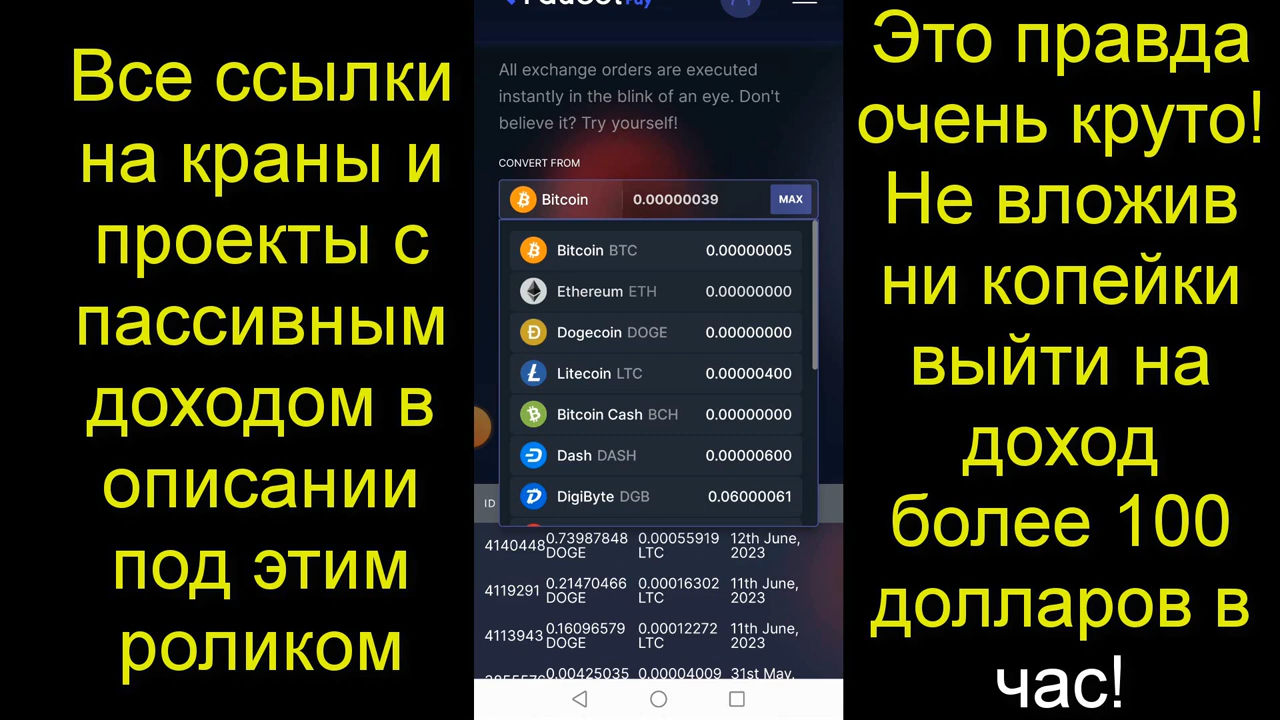 Все ссылки
на краны и
проекты с
пассивным
доходом в
описании
под этим
роликом
All exchange orders are executed
instantly in the blink of an eye. Don't
believe it? Try yourself!
CONVERT FROM
Bitcoin 0.00000039 MAX
Bitcoin BTC 0.00000005
Ethereum ETH 0.00000000
Dogecoin DOGE 0.00000000
Litecoin LTC 0.00000400
Bitcoin Cash BCH 0.00000000
Dash DASH 0.00000600
DigiByte DGB 0.06000061
ID
4140448 0.73987848 DOGE 0.00055919 LTC 12th June, 2023
4119291 0.21470466 DOGE 0.00016302 LTC 11th June, 2023
4113943 0.16096579 DOGE 0.00012272 LTC 11th June, 2023
0.00425035 0.00004009 31st May,
Это правда
очень круто!
Не вложив
ни копейки
выйти на
доход
более 100
долларов в
час!